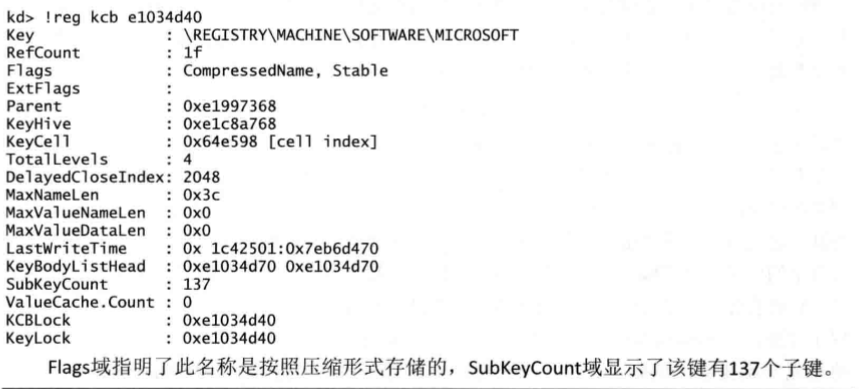 kd> !reg kcb e1034d40
Key : \REGISTRY\MACHINE\SOFTWARE\MICROSOFT
RefCount : 1f
Flags : CompressedName, Stable
ExtFlags :
Parent : 0xe1997368
KeyHive : 0xe1c8a768
KeyCell : 0x64e598 [cell index]
TotalLevels : 4
DelayedCloseIndex: 2048
MaxNameLen : 0x3c
MaxValueNameLen : 0x0
MaxValueDataLen : 0x0
LastWriteTime : 0x 1c42501:0x7eb6d470
KeyBodyListHead : 0xe1034d70 0xe1034d70
SubKeyCount : 137
ValueCache.Count : 0
KCBLock : 0xe1034d40
KeyLock : 0xe1034d40
Flags域指明了此名称是按照压缩形式存储的，SubKeyCount域显示了该键有137个子键。